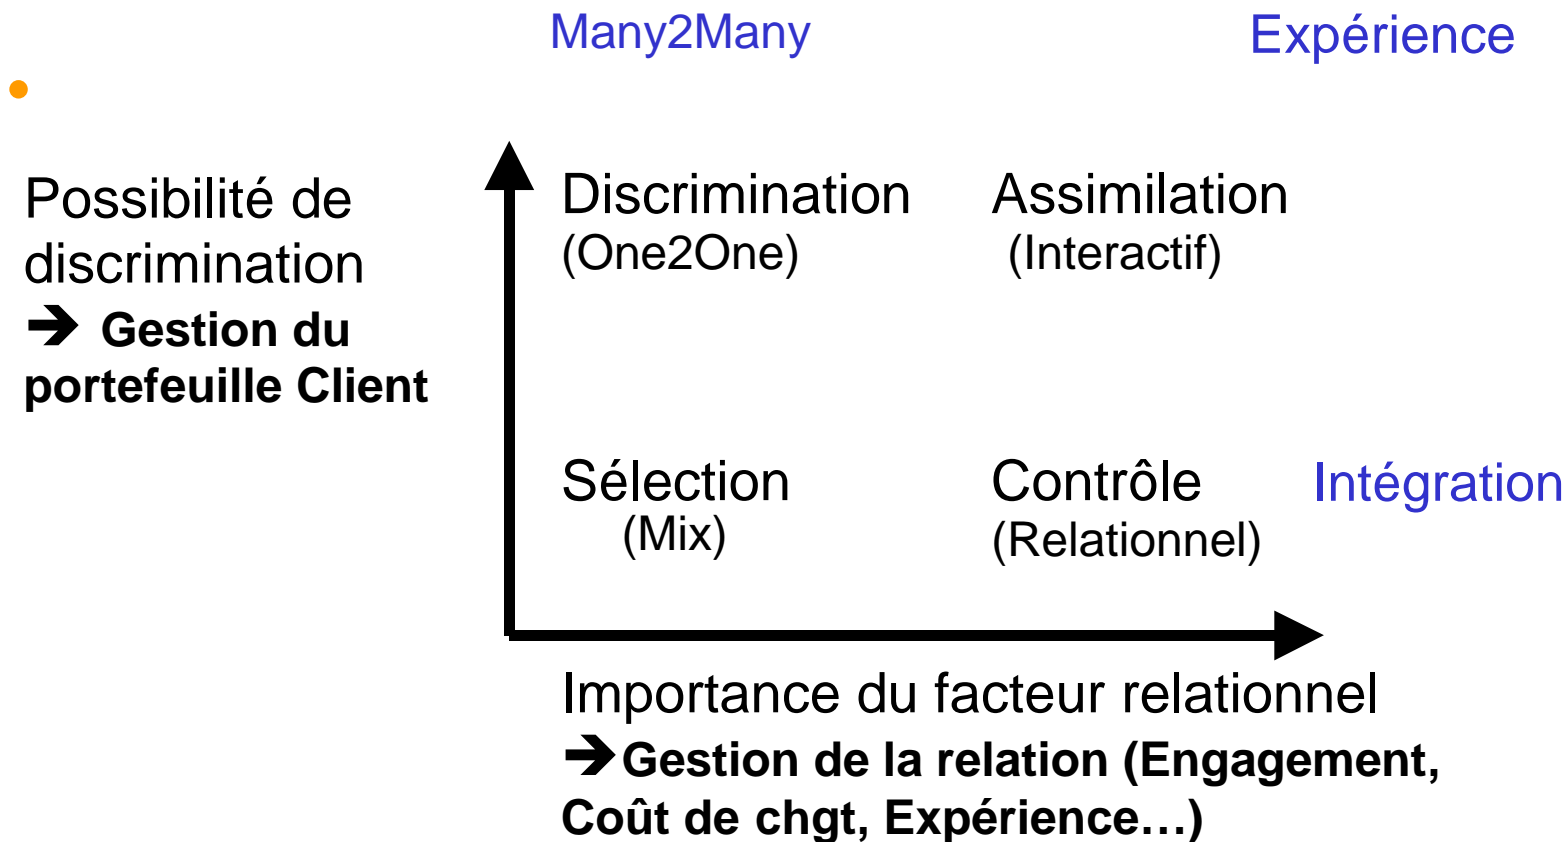 Many2Many
Expérience
Possibilité de
discrimination
➔ Gestion du
portefeuille Client
Discrimination
(One2One)
Assimilation
(Interactif)
Sélection
(Mix)
Contrôle
(Relationnel)
Intégration
Importance du facteur relationnel
➔Gestion de la relation (Engagement,
Coût de chgt, Expérience…)